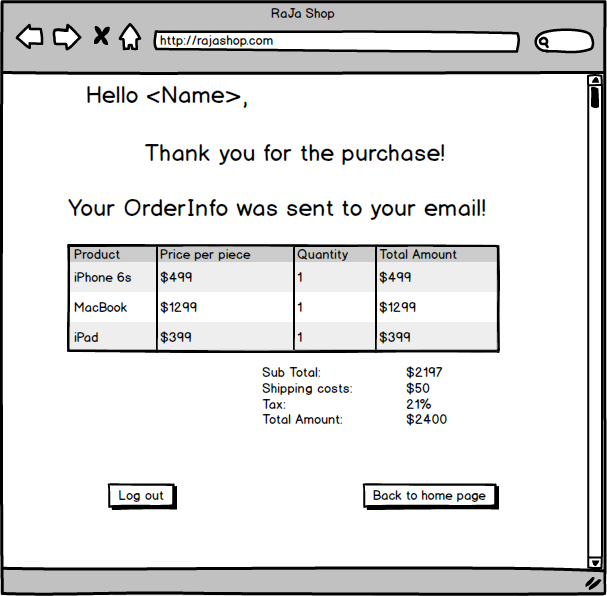 RaJa Shop
http://rajashop.com
Hello <Name>,
Thank you for the purchase!
Your OrderInfo was sent to your email!
Product Price per piece Quantity Total Amount
iPhone 6s $499 1 $499
MacBook $1299 1 $1299
iPad $399 1 $399
Sub Total: $2197
Shipping costs: $50
Tax: 21%
Total Amount: $2400
Log out Back to home page